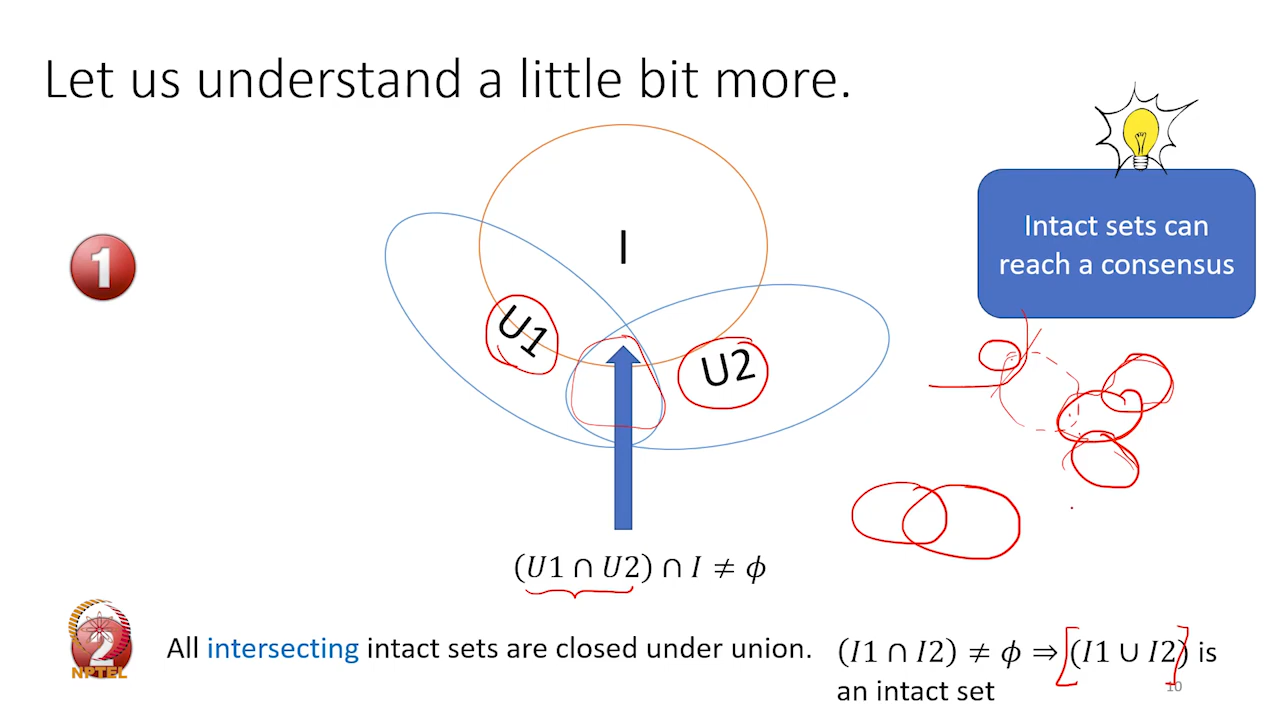 Let us understand a little bit more.
1
I
Intact sets can
reach a consensus
U1
U2
(U1 ∩ U2) ∩ I ≠ ϕ
2
NPTEL
All intersecting intact sets are closed under union.
(I1 ∩ I2) ≠ ϕ ⇒ (I1 ∪ I2) is
an intact set
10